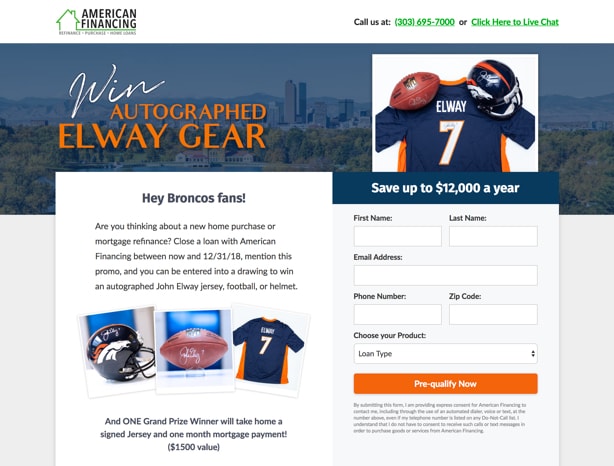 AMERICAN
FINANCING
REFINANCE • PURCHASE • HOME LOANS
Call us at: (303) 695-7000 or Click Here to Live Chat
Win
AUTOGRAPHED
ELWAY GEAR
ELWAY
7
Hey Broncos fans!
Are you thinking about a new home purchase or
mortgage refinance? Close a loan with American
Financing between now and 12/31/18, mention this
promo, and you can be entered into a drawing to win
an autographed John Elway jersey, football, or helmet.
ELWAY
7
And ONE Grand Prize Winner will take home a
signed Jersey and one month mortgage payment!
($1500 value)
Save up to $12,000 a year
First Name: Last Name:
Email Address:
Phone Number: Zip Code:
Choose your Product:
Loan Type
Pre-qualify Now
By submitting this form, I am providing express consent for American Financing to
contact me, including through the use of an automated dialer, voice or text, at the
number above, even if my telephone number is listed on any Do-Not-Call list. I
understand that I do not have to consent to receive such calls or text messages in
order to purchase goods or services from American Financing.